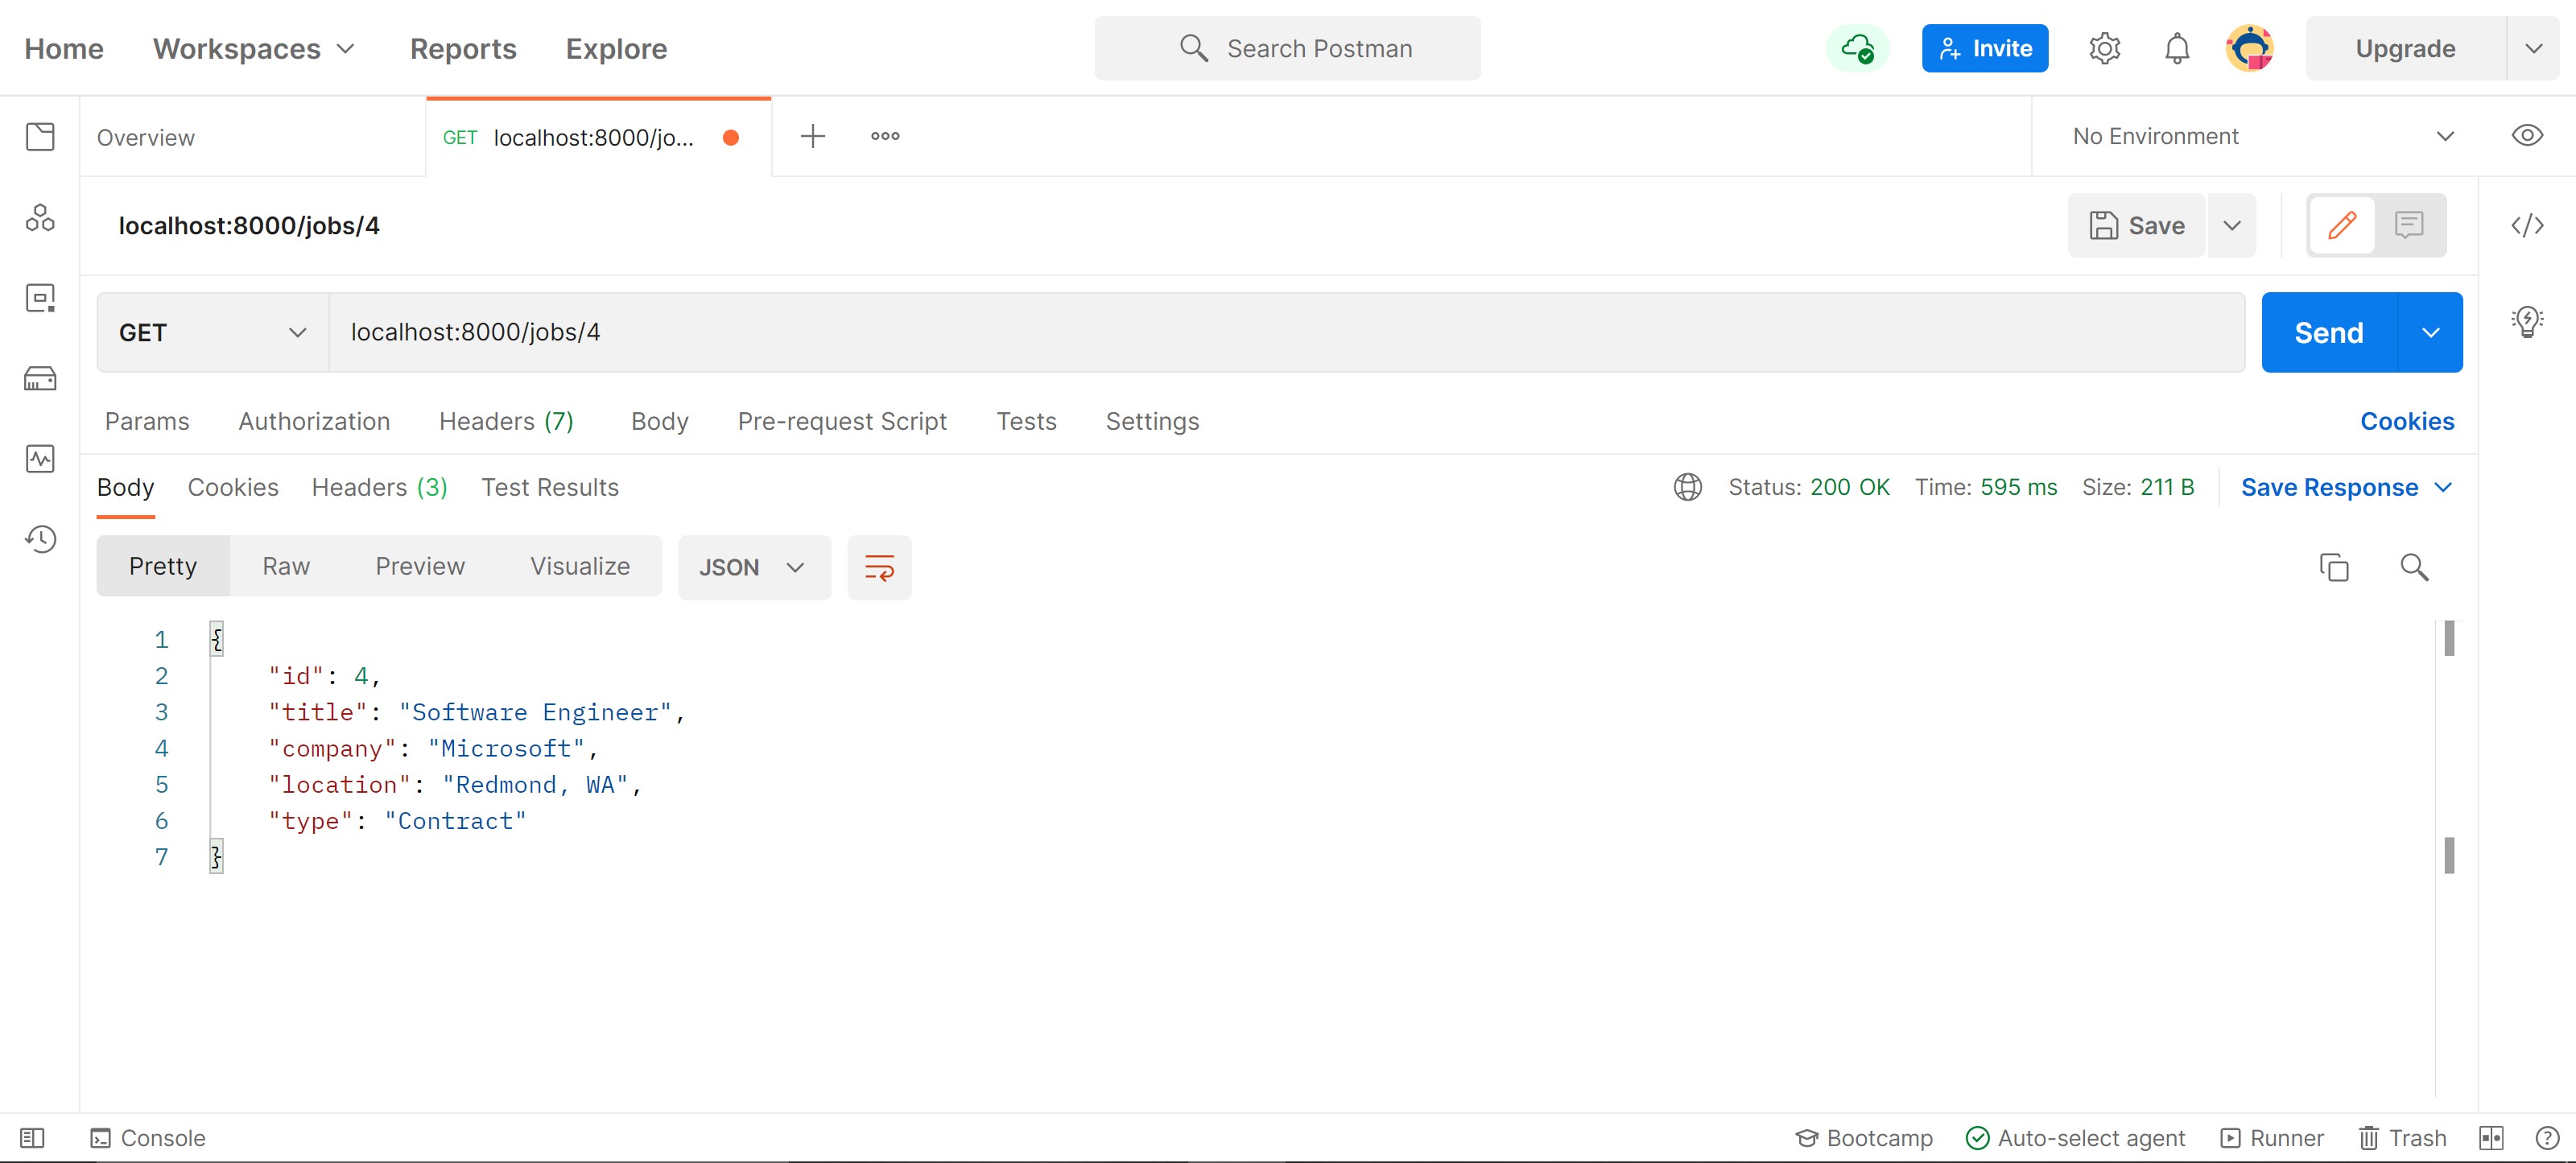 Home Workspaces Reports Explore Search Postman Invite Upgrade
Overview GET localhost:8000/jo... No Environment
localhost:8000/jobs/4 Save
GET localhost:8000/jobs/4 Send
Params Authorization Headers (7) Body Pre-request Script Tests Settings Cookies
Body Cookies Headers (3) Test Results Status: 200 OK Time: 595 ms Size: 211 B Save Response
Pretty Raw Preview Visualize JSON
1 {
2 "id": 4,
3 "title": "Software Engineer",
4 "company": "Microsoft",
5 "location": "Redmond, WA",
6 "type": "Contract"
7 }
Console Bootcamp Auto-select agent Runner Trash